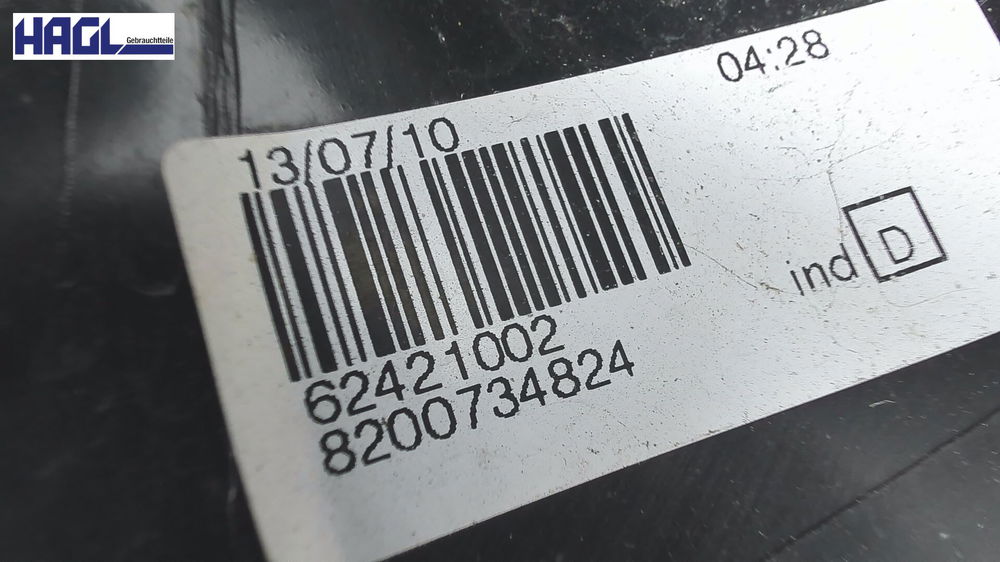 HAGL
Gebrauchtteile
04:28
13/07/10
ind D
62421002
8200734824